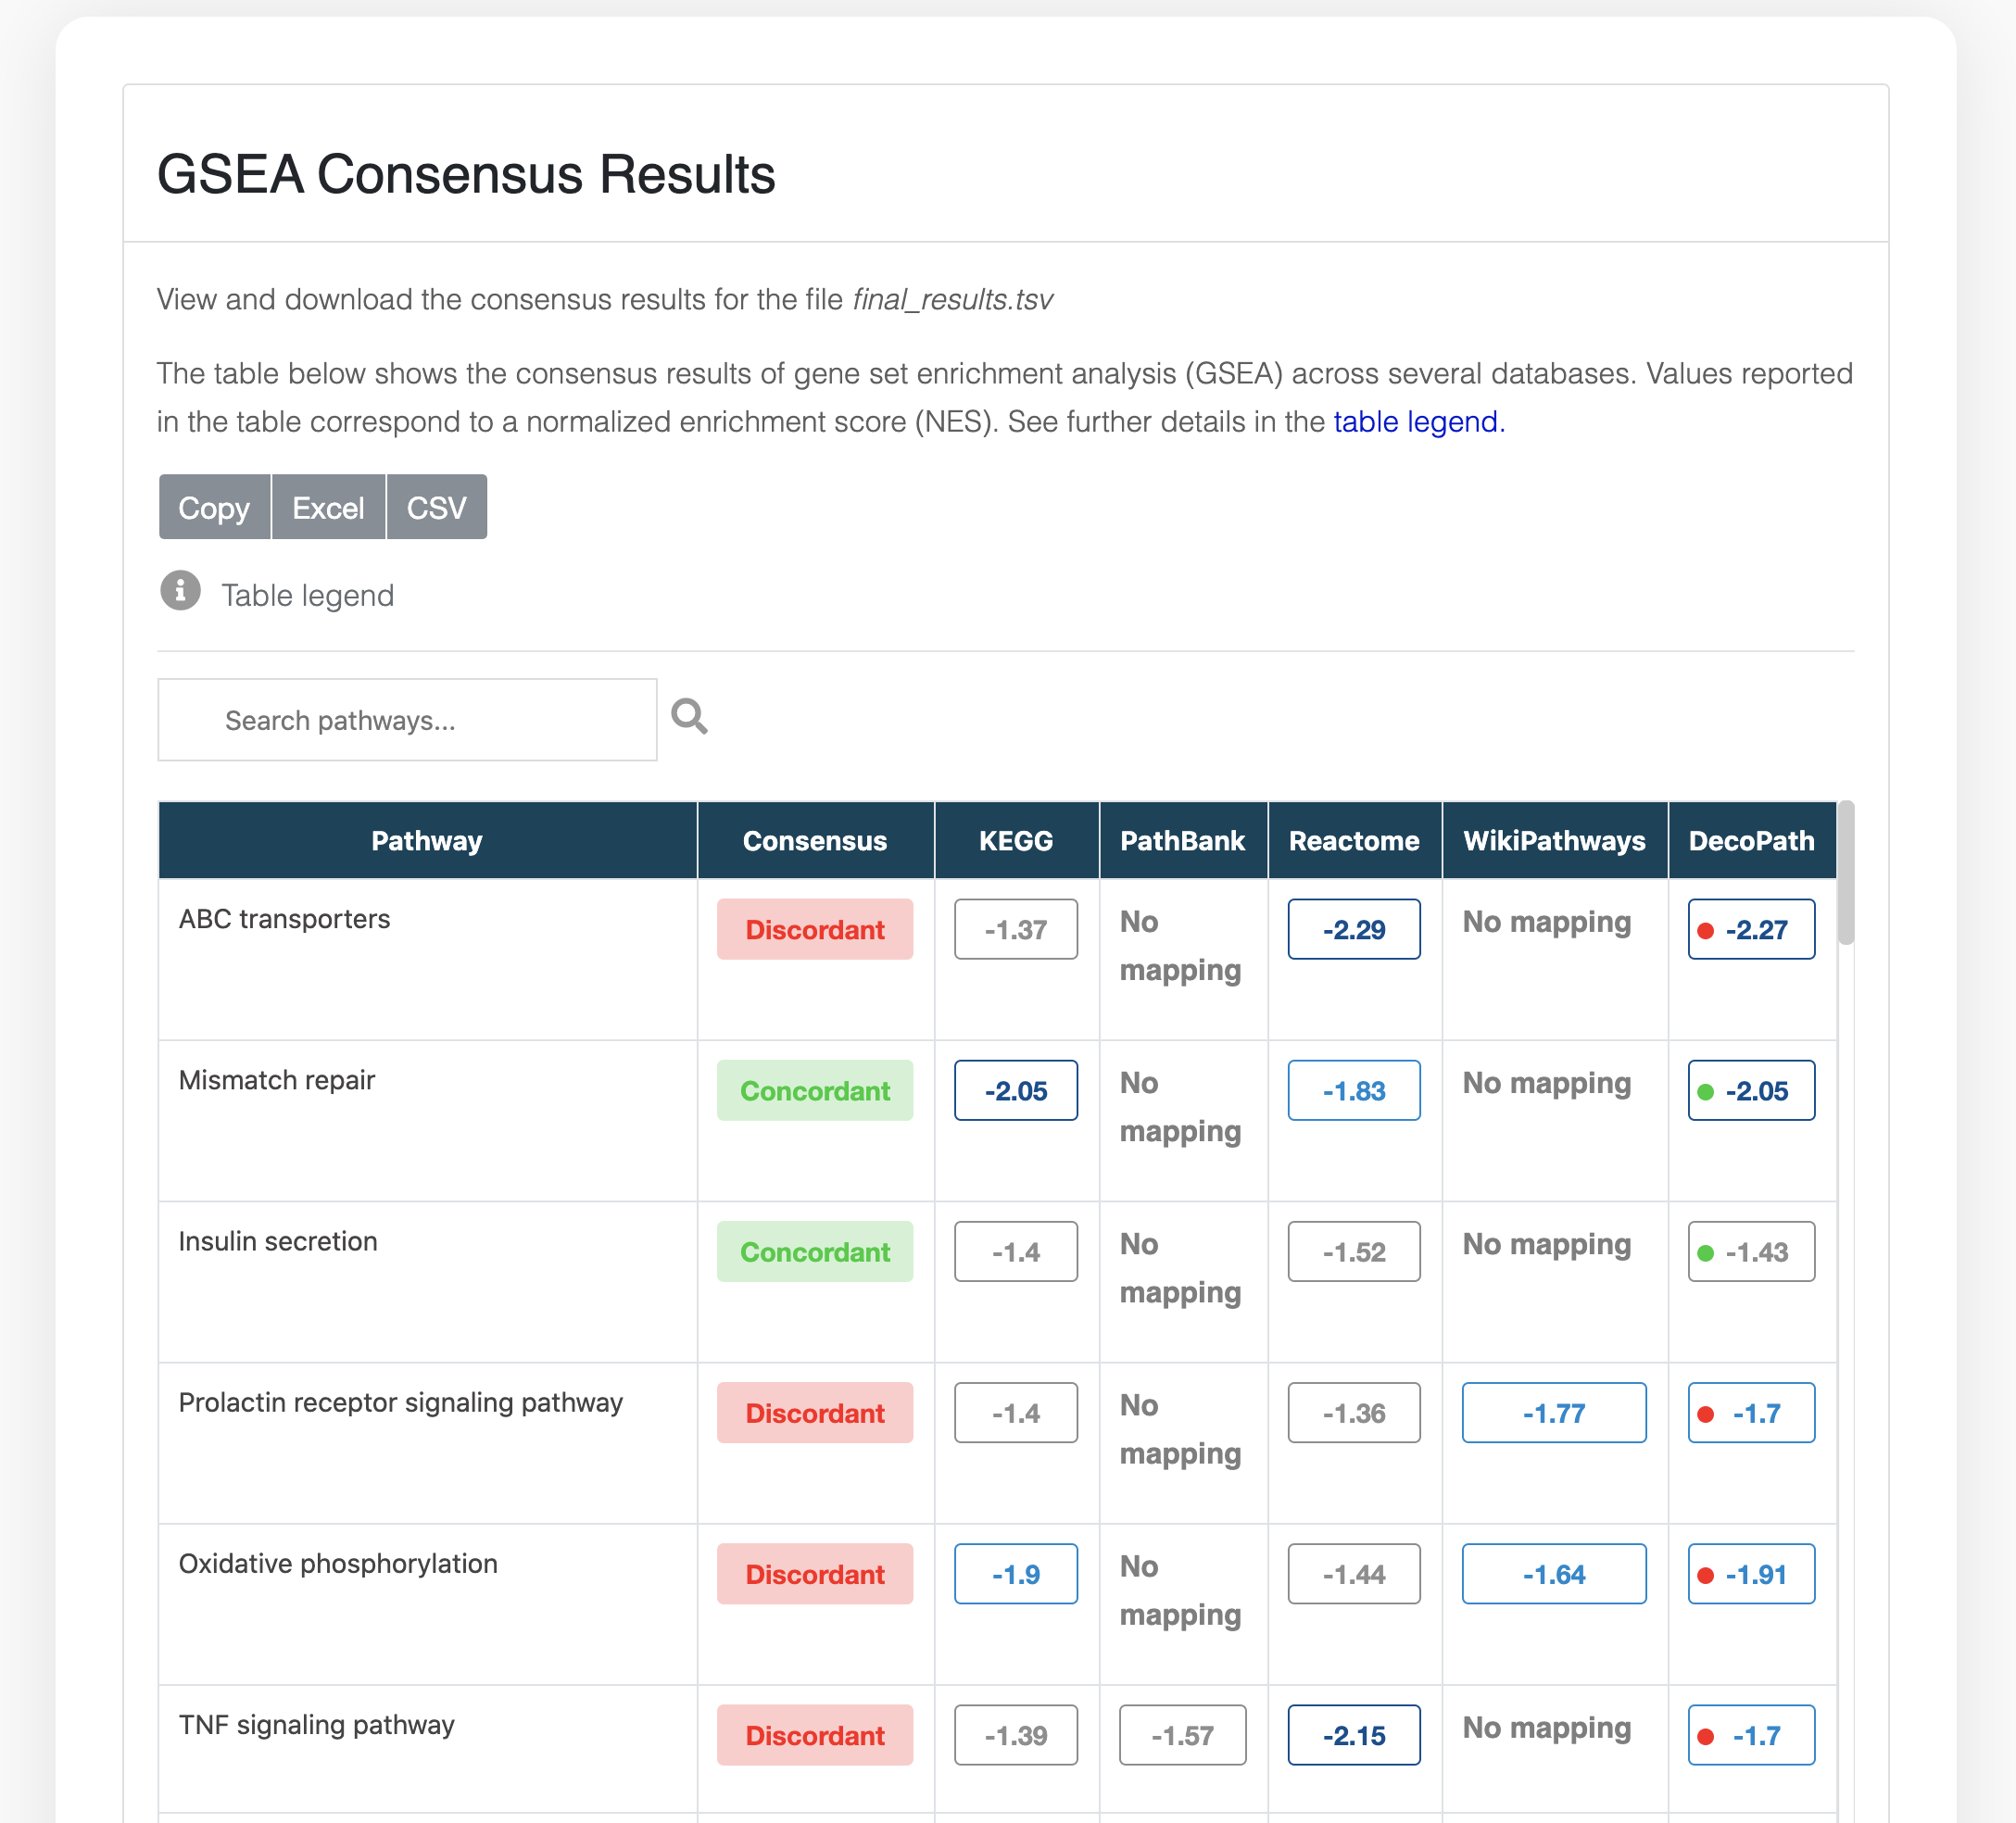 GSEA Consensus Results
View and download the consensus results for the file final_results.tsv
The table below shows the consensus results of gene set enrichment analysis (GSEA) across several databases. Values reported
in the table correspond to a normalized enrichment score (NES). See further details in the table legend.
Copy Excel CSV
Table legend
Search pathways...
Pathway Consensus KEGG PathBank Reactome WikiPathways DecoPath
ABC transporters Discordant -1.37 No mapping -2.29 No mapping -2.27
Mismatch repair Concordant -2.05 No mapping -1.83 No mapping -2.05
Insulin secretion Concordant -1.4 No mapping -1.52 No mapping -1.43
Prolactin receptor signaling pathway Discordant -1.4 No mapping -1.36 -1.77 -1.7
Oxidative phosphorylation Discordant -1.9 No mapping -1.44 -1.64 -1.91
TNF signaling pathway Discordant -1.39 -1.57 -2.15 No mapping -1.7